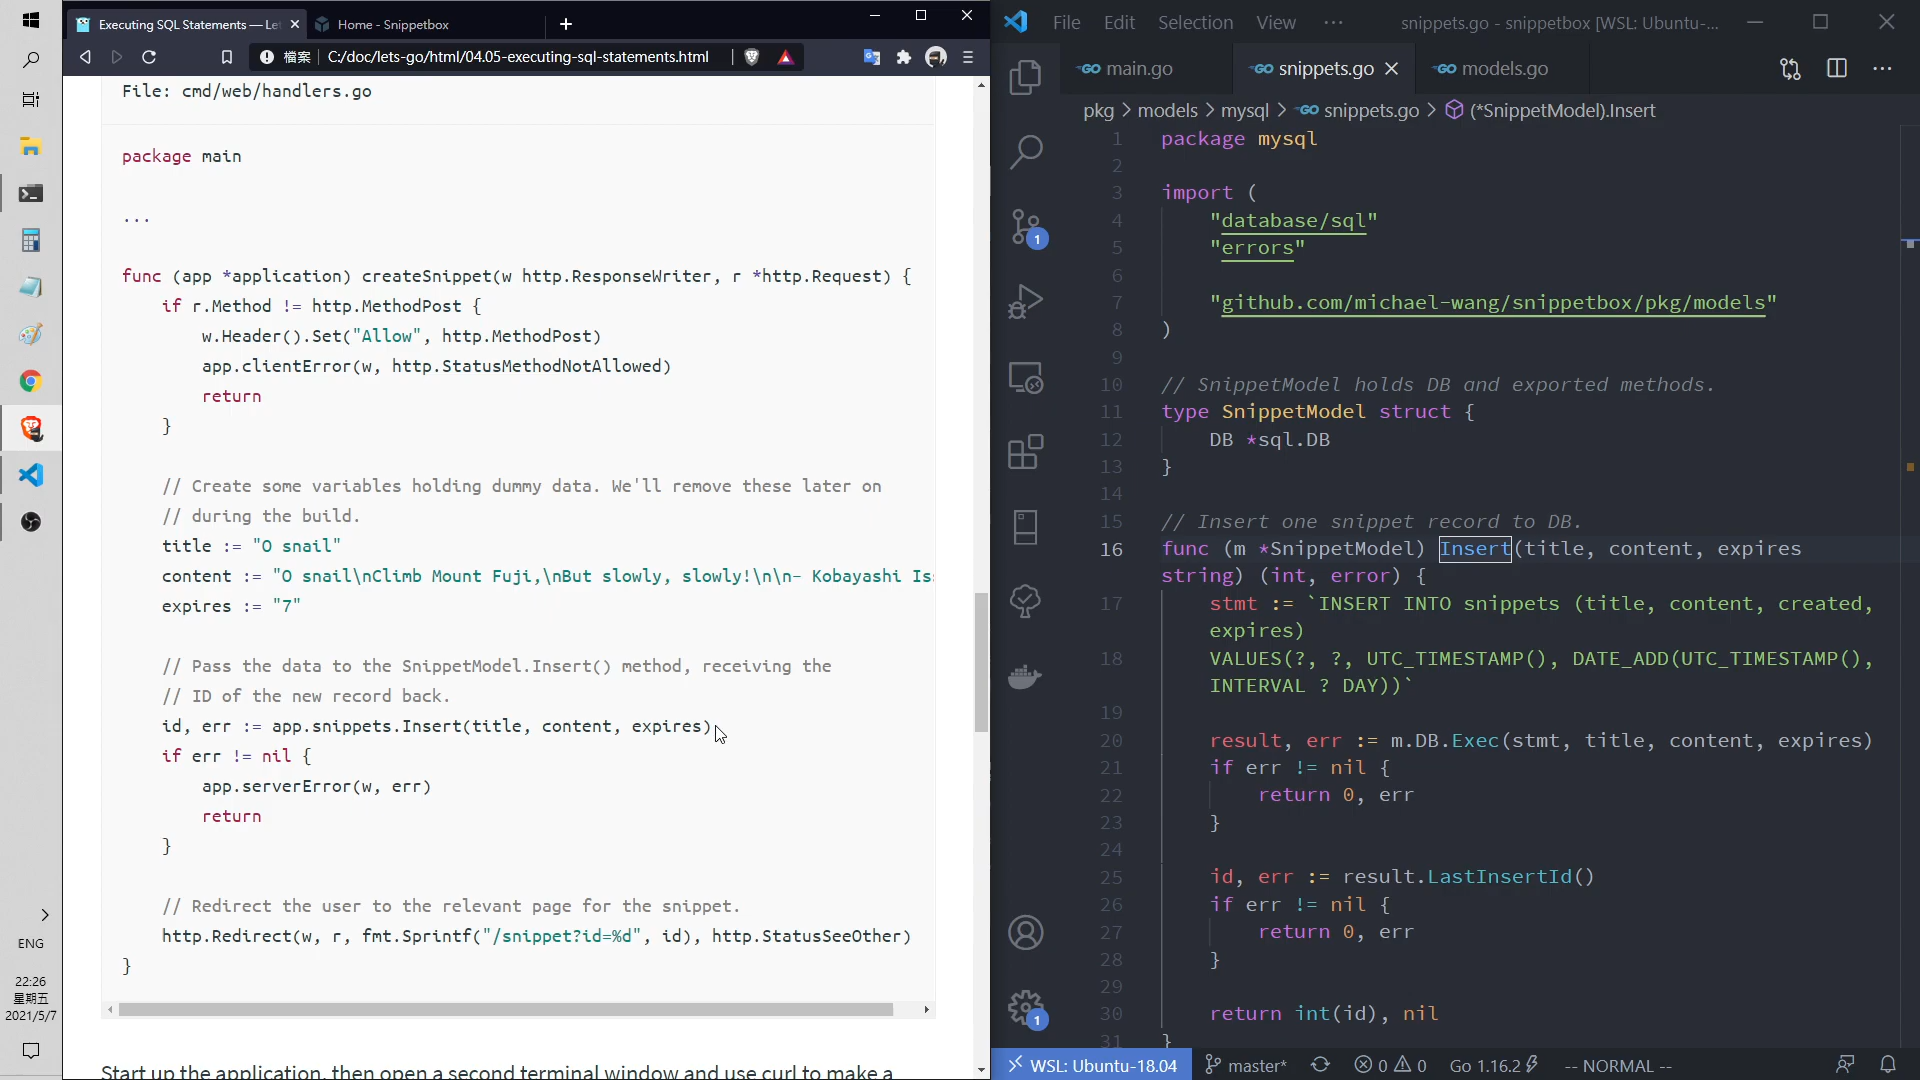 Executing SQL Statements — Let
Home - Snippetbox
檔案
C:/doc/lets-go/html/04.05-executing-sql-statements.html
File: cmd/web/handlers.go
package main
...
func (app *application) createSnippet(w http.ResponseWriter, r *http.Request) {
if r.Method != http.MethodPost {
w.Header().Set("Allow", http.MethodPost)
app.clientError(w, http.StatusMethodNotAllowed)
return
}
// Create some variables holding dummy data. We'll remove these later on
// during the build.
title := "O snail"
content := "O snail\nClimb Mount Fuji,\nBut slowly, slowly!\n\n– Kobayashi Is
expires := "7"
// Pass the data to the SnippetModel.Insert() method, receiving the
// ID of the new record back.
id, err := app.snippets.Insert(title, content, expires)
if err != nil {
app.serverError(w, err)
return
}
// Redirect the user to the relevant page for the snippet.
http.Redirect(w, r, fmt.Sprintf("/snippet?id=%d", id), http.StatusSeeOther)
}
Start up the application, then open a second terminal window and use curl to make a
ENG
22:26
星期五
2021/5/7
File Edit Selection View ···
snippets.go - snippetbox [WSL: Ubuntu-...
main.go
snippets.go
models.go
pkg > models > mysql > snippets.go > (*SnippetModel).Insert
1 package mysql
2
3 import (
4 "database/sql"
5 "errors"
6
7 "github.com/michael-wang/snippetbox/pkg/models"
8 )
9
10 // SnippetModel holds DB and exported methods.
11 type SnippetModel struct {
12 DB *sql.DB
13 }
14
15 // Insert one snippet record to DB.
16 func (m *SnippetModel) Insert(title, content, expires
string) (int, error) {
17 stmt := `INSERT INTO snippets (title, content, created,
expires)
18 VALUES(?, ?, UTC_TIMESTAMP(), DATE_ADD(UTC_TIMESTAMP(),
INTERVAL ? DAY))`
19
20 result, err := m.DB.Exec(stmt, title, content, expires)
21 if err != nil {
22 return 0, err
23 }
24
25 id, err := result.LastInsertId()
26 if err != nil {
27 return 0, err
28 }
29
30 return int(id), nil
31 }
1
1
WSL: Ubuntu-18.04
master*
0
0
Go 1.16.2
-- NORMAL --